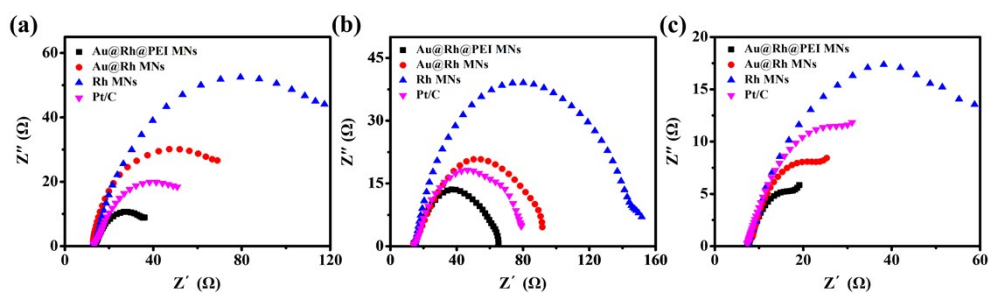 (a)
60
40
20
0
Z″ (Ω)
Au@Rh@PEI MNs
Au@Rh MNs
Rh MNs
Pt/C
0 40 80 120
Z′ (Ω)
(b)
45
30
15
0
Z″ (Ω)
Au@Rh@PEI MNs
Au@Rh MNs
Rh MNs
Pt/C
0 40 80 120 160
Z′ (Ω)
(c)
20
15
10
5
0
Z″ (Ω)
Au@Rh@PEI MNs
Au@Rh MNs
Rh MNs
Pt/C
0 20 40 60
Z′ (Ω)